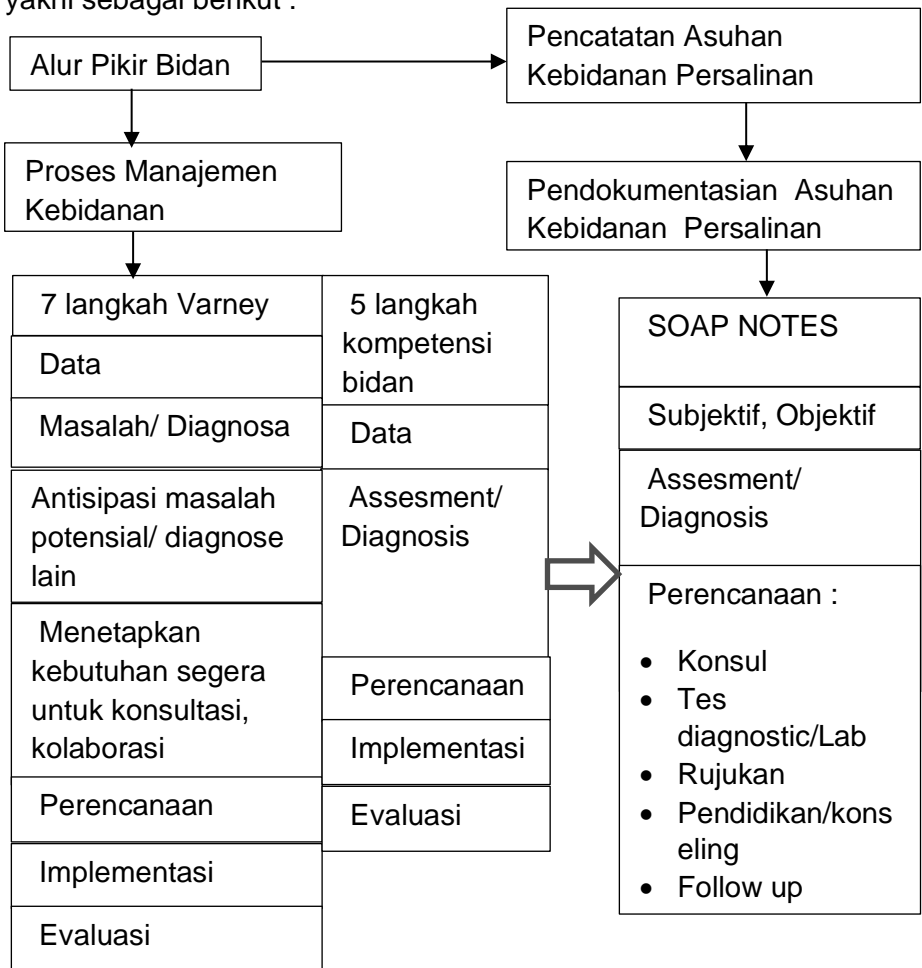 yakni sebagai berikut :
Alur Pikir Bidan
Pencatatan Asuhan
Kebidanan Persalinan
Proses Manajemen
Kebidanan
Pendokumentasian Asuhan
Kebidanan Persalinan
7 langkah Varney
Data
Masalah/ Diagnosa
Antisipasi masalah
potensial/ diagnose
lain
Menetapkan
kebutuhan segera
untuk konsultasi,
kolaborasi
Perencanaan
Implementasi
Evaluasi
5 langkah
kompetensi
bidan
Data
Assesment/
Diagnosis
Perencanaan
Implementasi
Evaluasi
SOAP NOTES
Subjektif, Objektif
Assesment/
Diagnosis
Perencanaan :
• Konsul
• Tes
diagnostic/Lab
• Rujukan
• Pendidikan/kons
eling
• Follow up